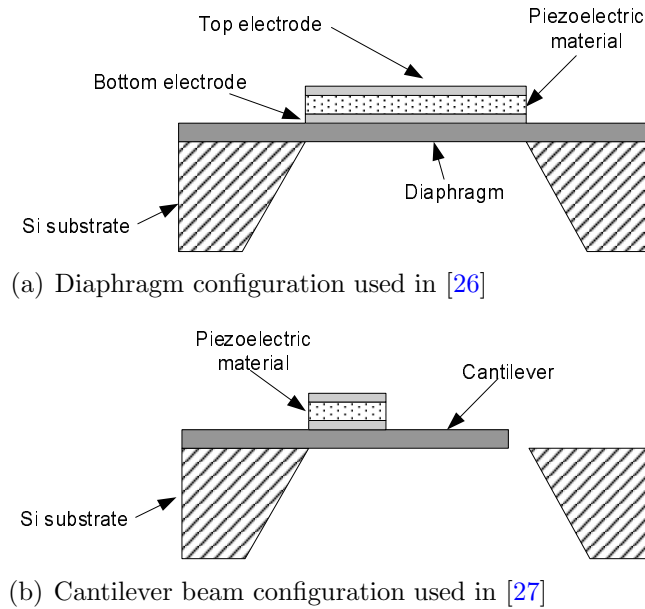 Top electrode
Piezoelectric
material
Bottom electrode
Diaphragm
Si substrate
(a) Diaphragm configuration used in [26]
Piezoelectric
material
Cantilever
Si substrate
(b) Cantilever beam configuration used in [27]